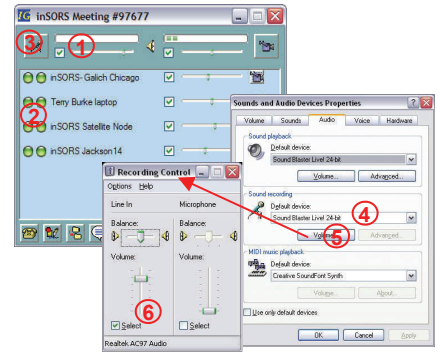 inSORS Meeting #97677
3
1
inSORS- Galich Chicago
Terry Burke laptop
2
inSORS Satellite Node
inSORS Jackson14
Sounds and Audio Devices Properties
Volume Sounds Audio Voice Hardware
Sound playback
Default device:
Sound Blaster Live! 24-bit
Volume... Advanced...
Sound recording
Default device:
4
Sound Blaster Live! 24-bit
Volume... Advanced...
5
MIDI music playback
Default device:
Creative SoundFont Synth
Volume... About...
Use only default devices
OK Cancel Apply
Recording Control
Options Help
Line In Microphone
Balance: Balance:
Volume: Volume:
6
Select Select
Realtek AC97 Audio